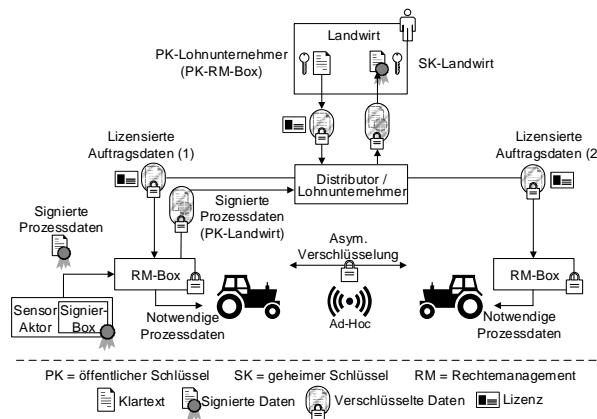 Landwirt
PK-Lohnunternehmer
(PK-RM-Box)
SK-Landwirt
Lizensierte
Auftragsdaten (1)
Lizensierte
Auftragsdaten (2
Distributor /
Lohnunternehmer
Signierte
Prozessdaten
(PK-Landwirt)
Signierte
Prozessdaten
Asym.
Verschlüsselung
RM-Box
RM-Box
Sensor
Aktor
Signier-
Box
Notwendige
Prozessdaten
Ad-Hoc
Notwendige
Prozessdaten
PK = öffentlicher Schlüssel SK = geheimer Schlüssel RM = Rechtemanagement
Klartext Signierte Daten Verschlüsselte Daten Lizenz